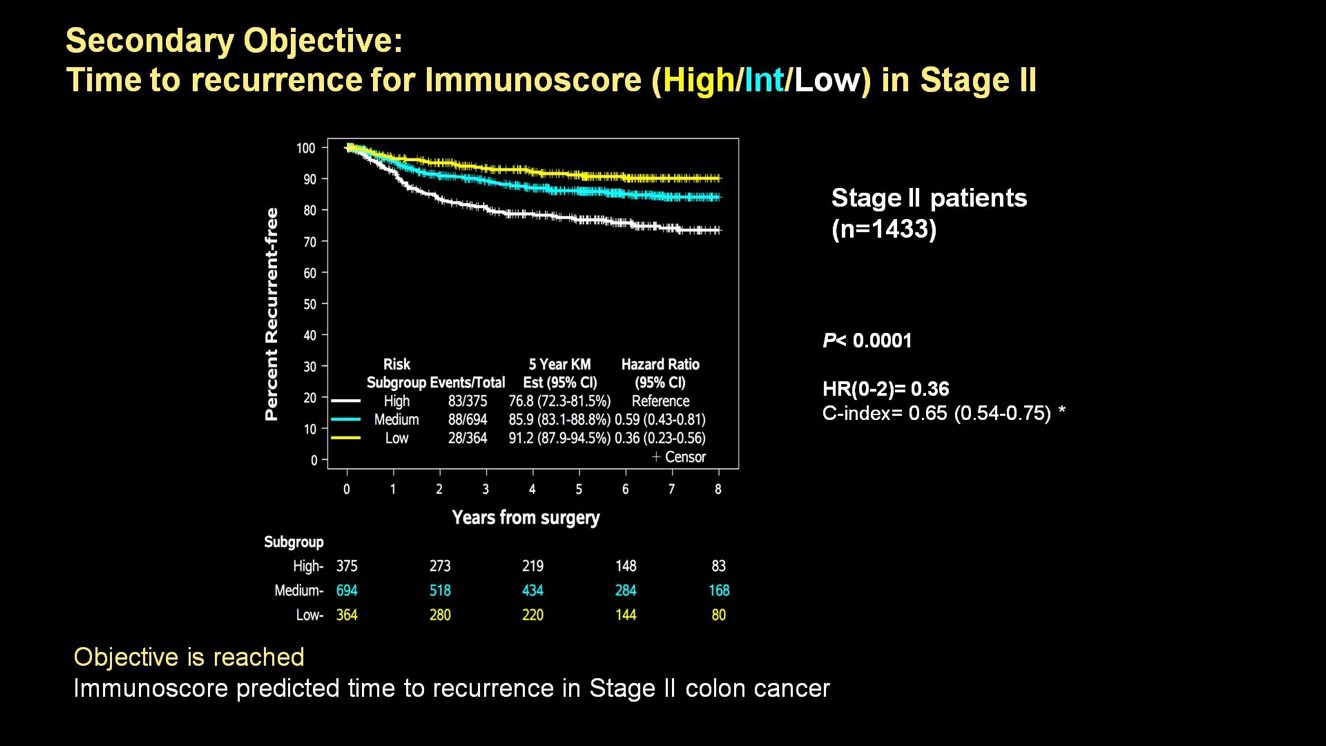 Secondary Objective:
Time to recurrence for Immunoscore (High/Int/Low) in Stage II
Percent Recurrent-free
100
90
80
70
60
50
40
30
20
10
0
Risk 5 Year KM Hazard Ratio
Subgroup Events/Total Est (95% CI) (95% CI)
High 83/375 76.8 (72.3-81.5%) Reference
Medium 88/694 85.9 (83.1-88.8%) 0.59 (0.43-0.81)
Low 28/364 91.2 (87.9-94.5%) 0.36 (0.23-0.56)
+ Censor
0 1 2 3 4 5 6 7 8
Years from surgery
Subgroup
High- 375 273 219 148 83
Medium- 694 518 434 284 168
Low- 364 280 220 144 80
Stage II patients
(n=1433)
P< 0.0001
HR(0-2)= 0.36
C-index= 0.65 (0.54-0.75) *
Objective is reached
Immunoscore predicted time to recurrence in Stage II colon cancer